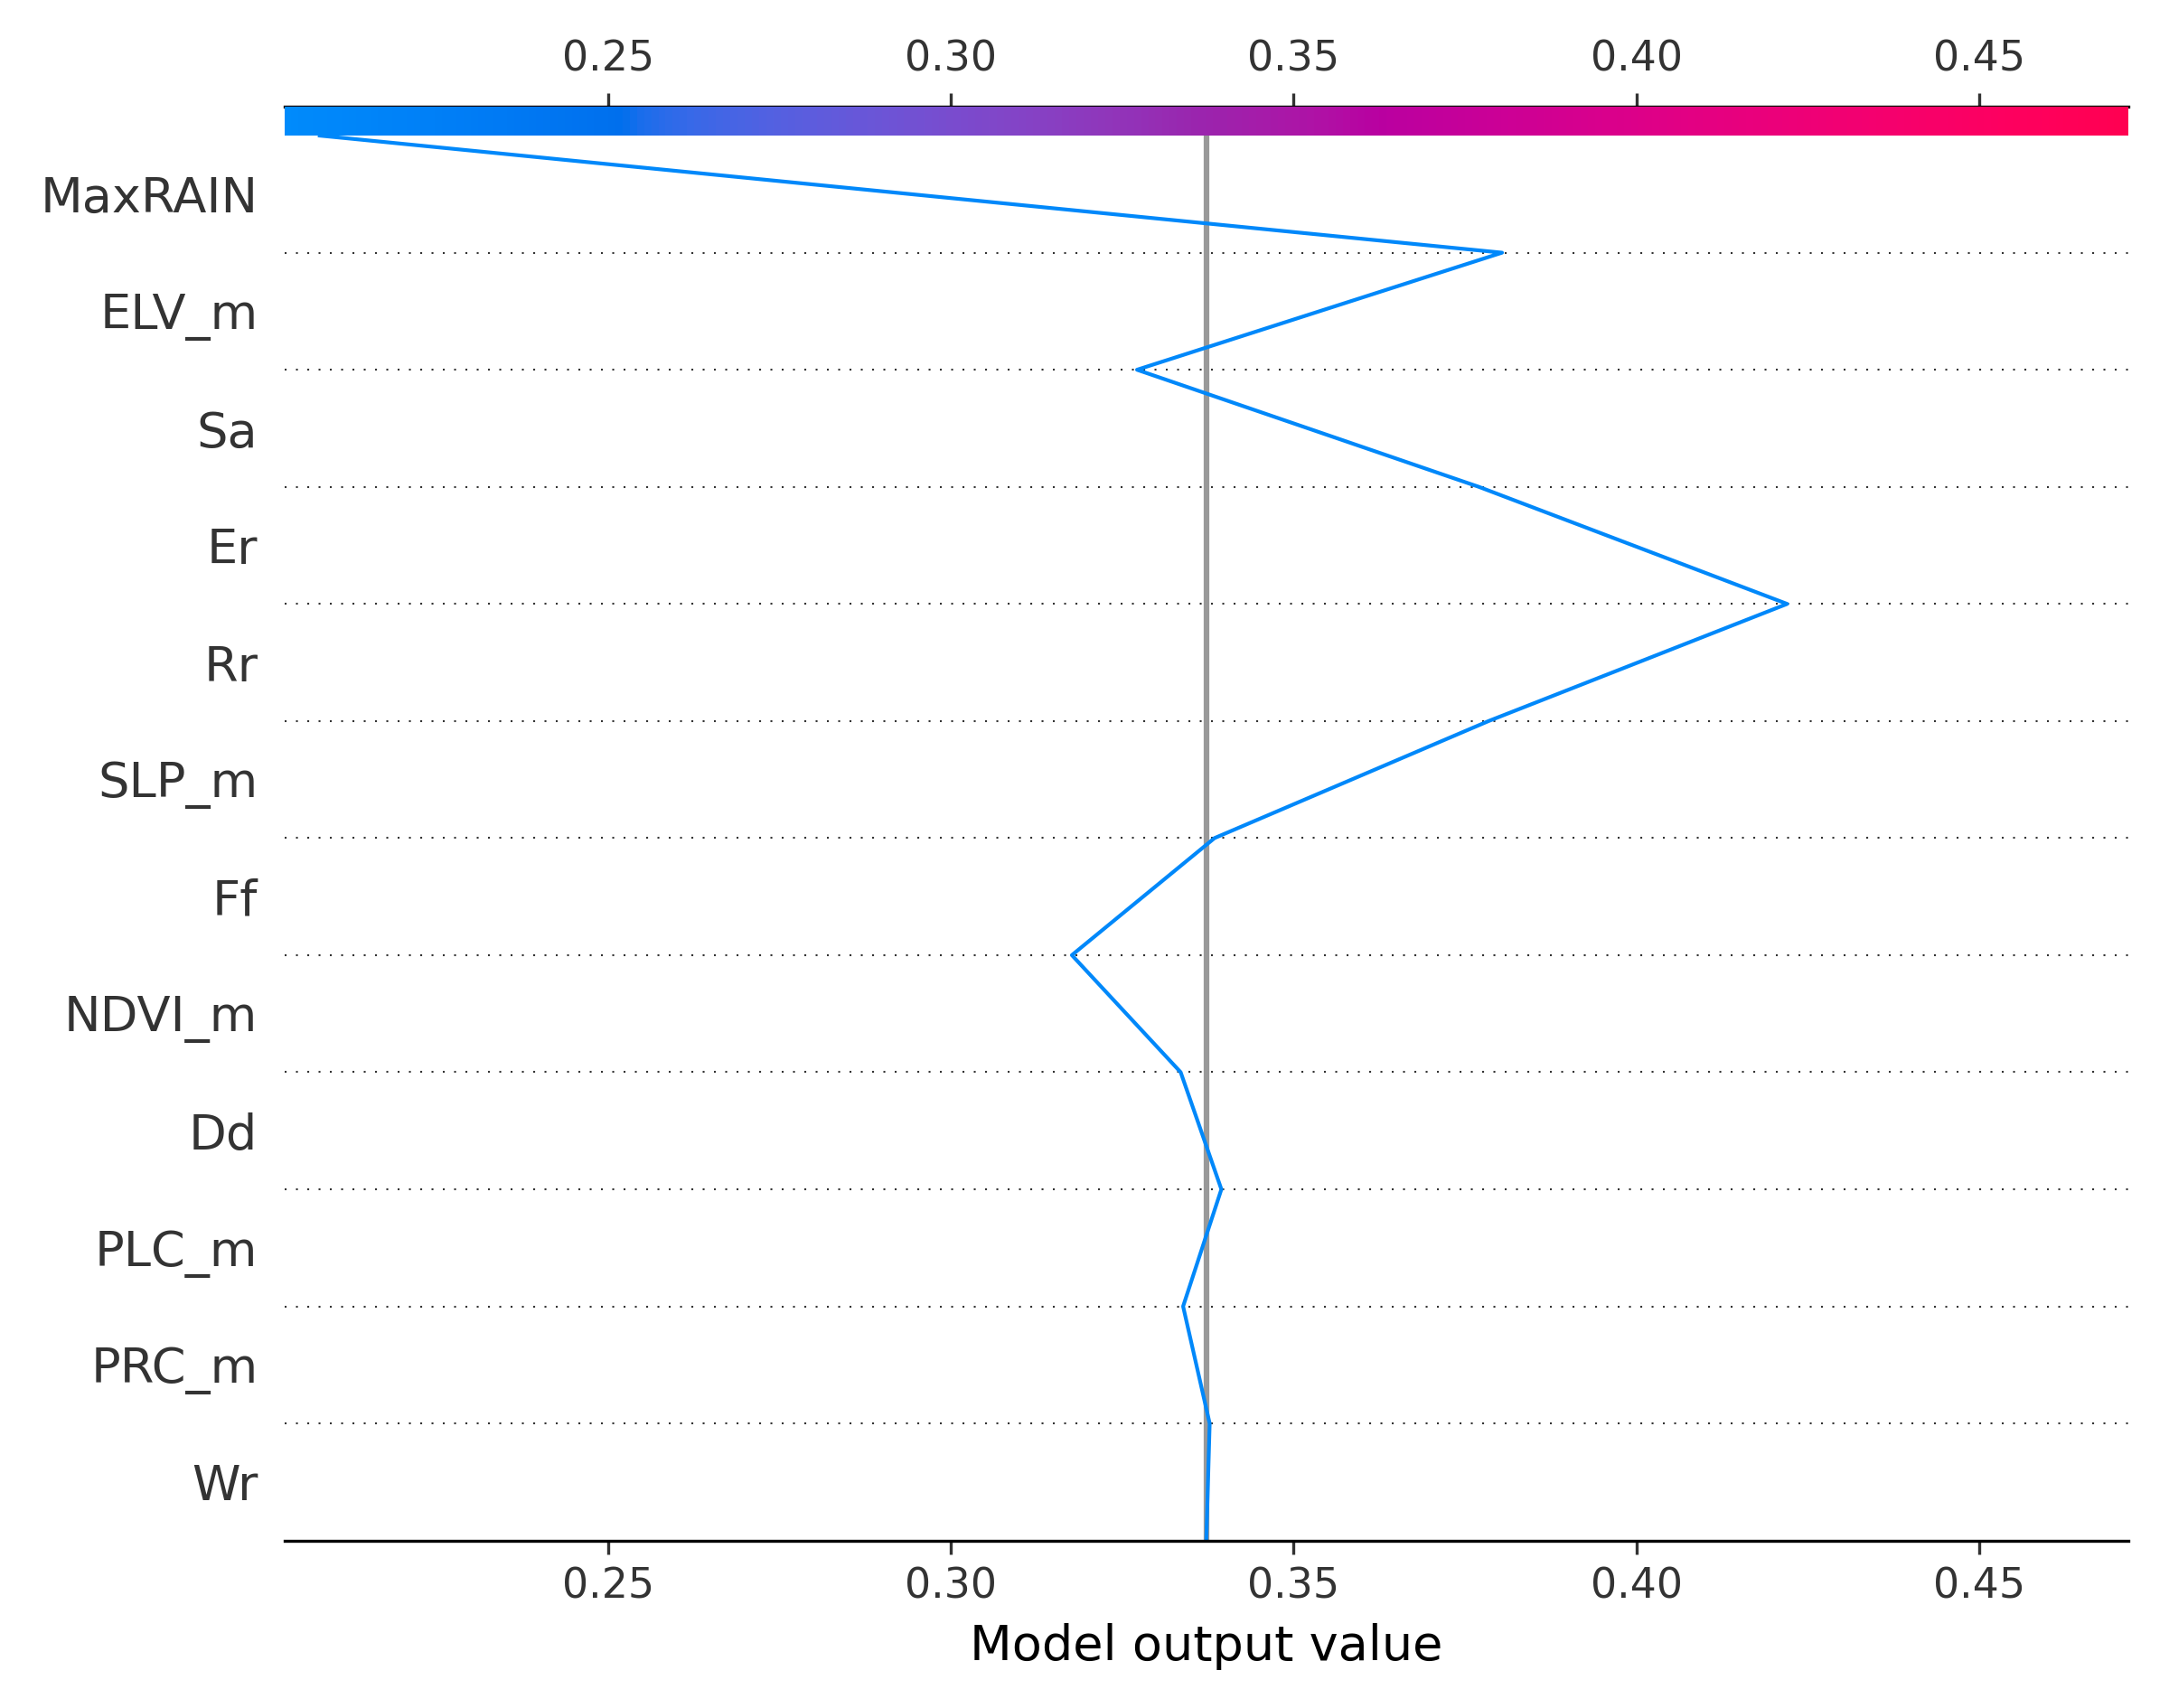 0.25 0.30 0.35 0.40 0.45
MaxRAIN
ELV_m
Sa
Er
Rr
SLP_m
Ff
NDVI_m
Dd
PLC_m
PRC_m
Wr
0.25 0.30 0.35 0.40 0.45
Model output value